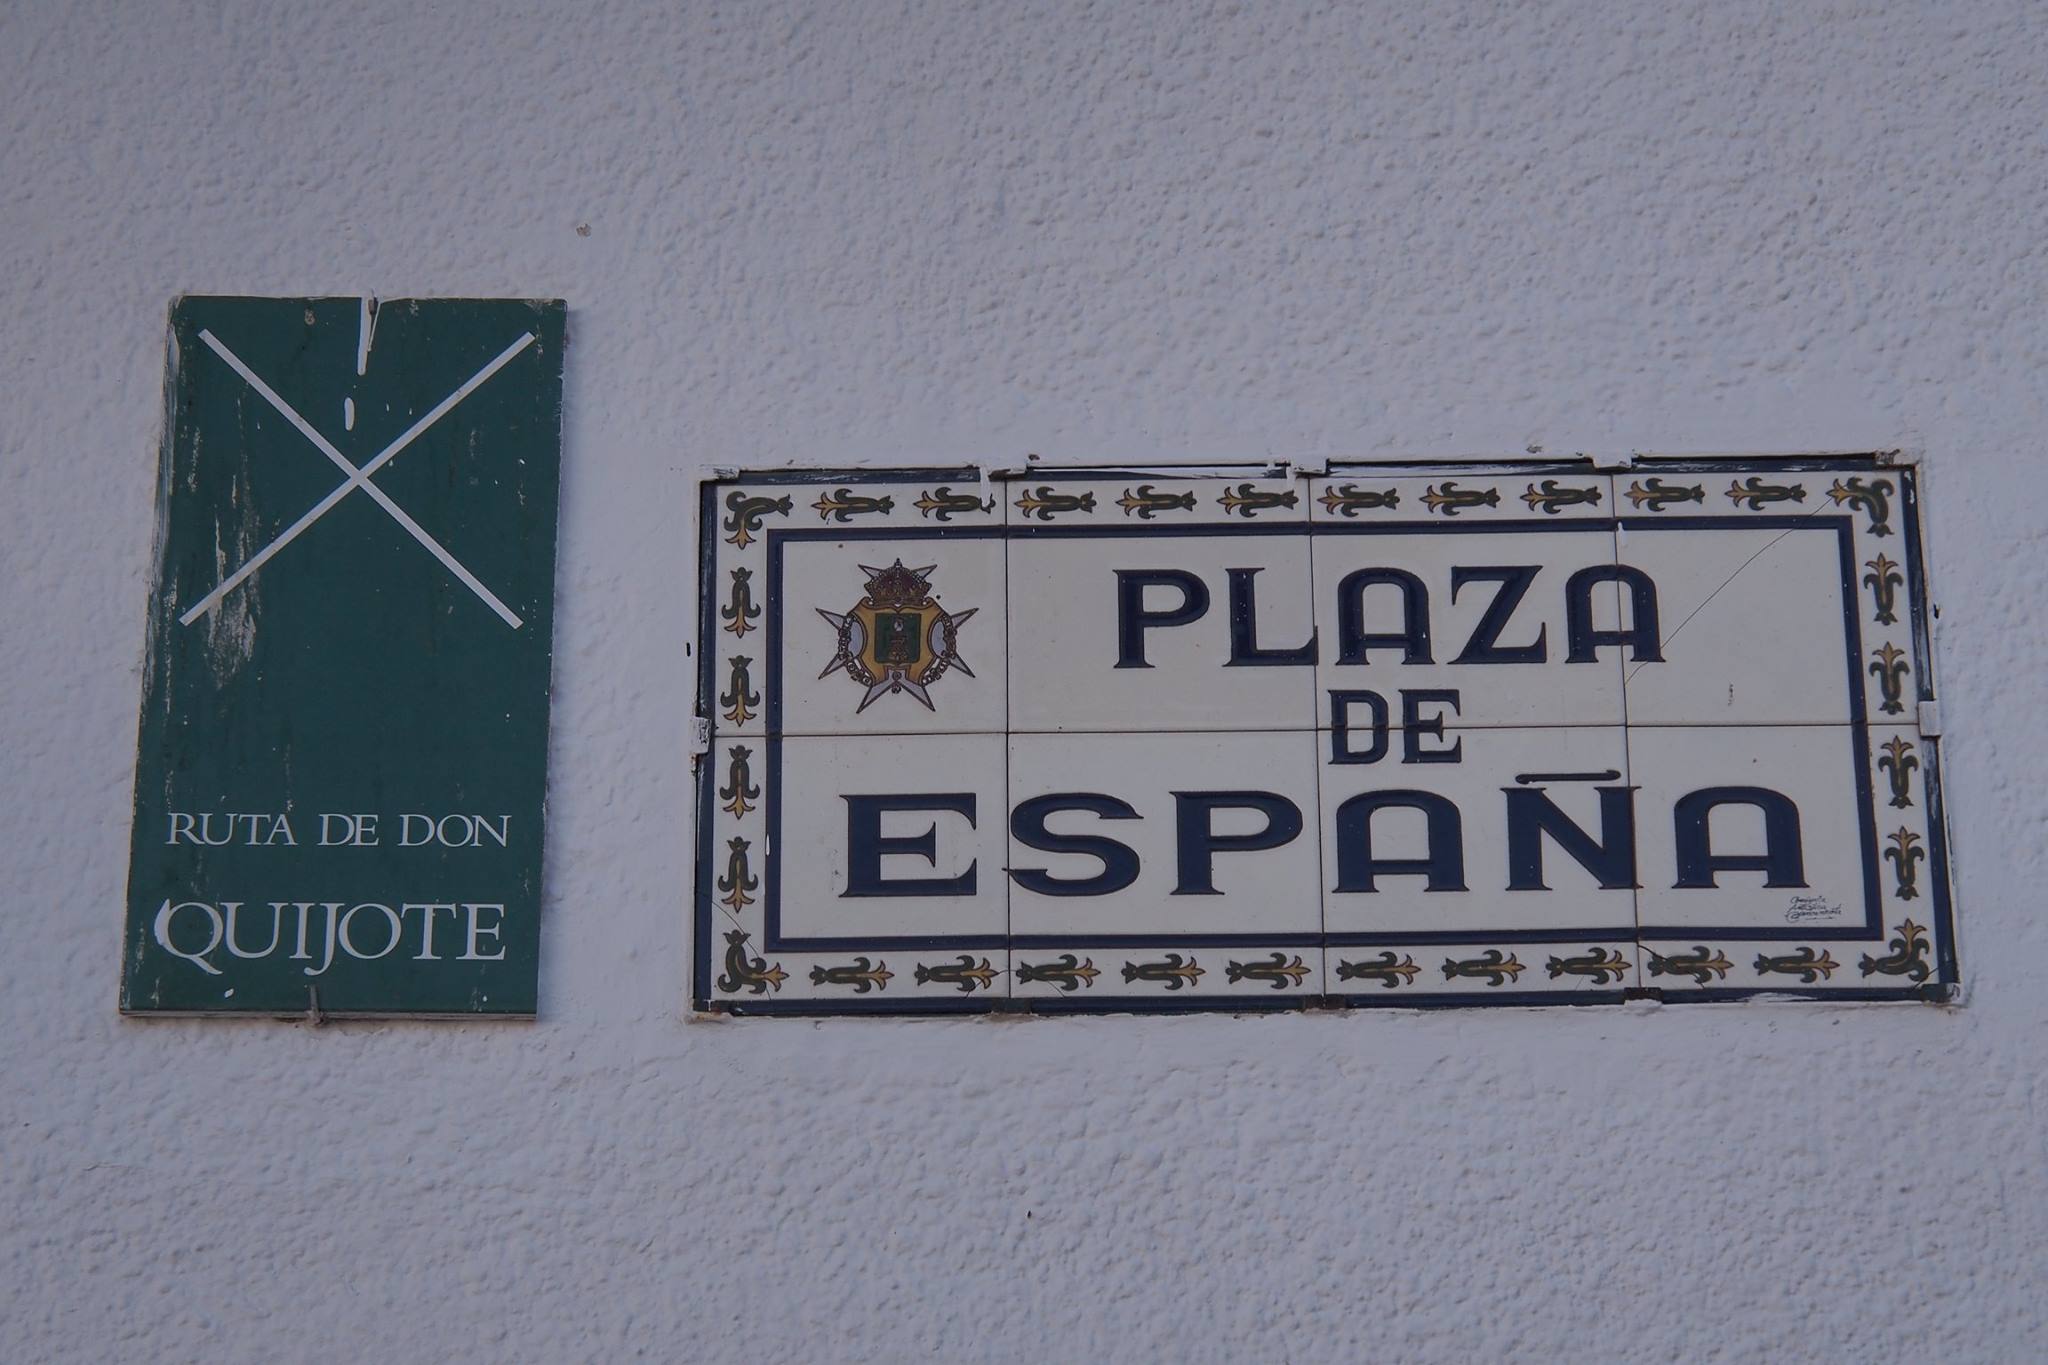 RUTA DE DON
QUIJOTE
PLAZA
DE
ESPAÑA